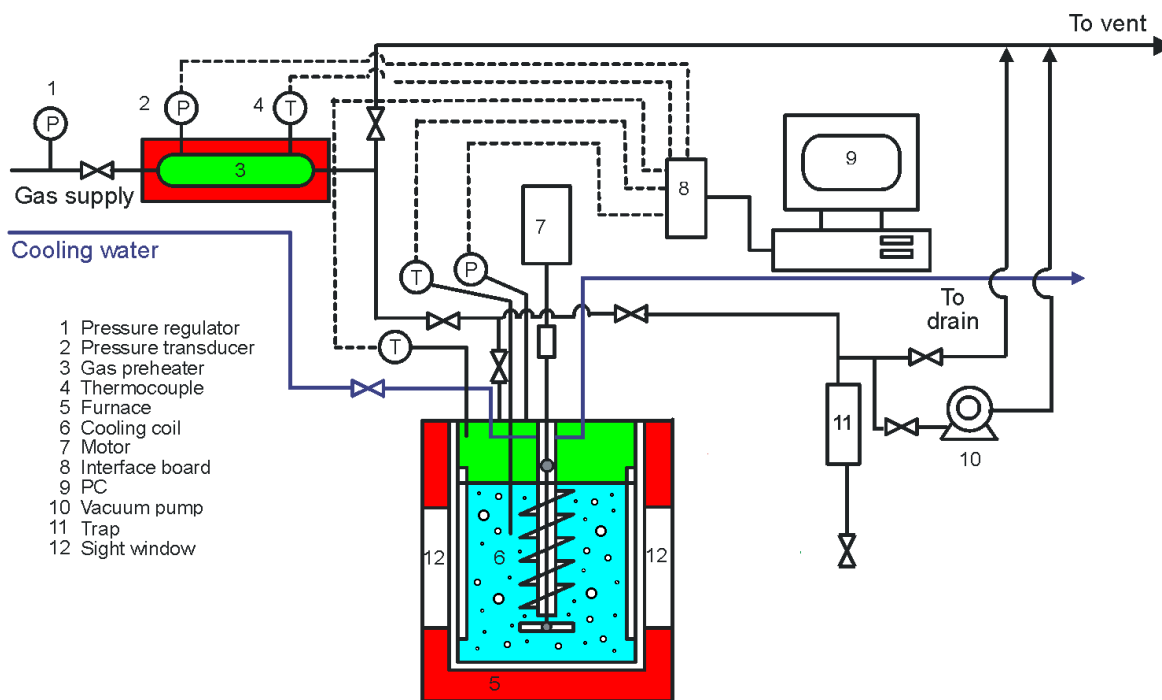 To vent
1
2
4
P
P
T
3
9
8
Gas supply
7
Cooling water
T
P
To
drain
T
1 Pressure regulator
2 Pressure transducer
3 Gas preheater
4 Thermocouple
5 Furnace
6 Cooling coil
7 Motor
8 Interface board
9 PC
10 Vacuum pump
11 Trap
12 Sight window
11
10
12
6
12
5